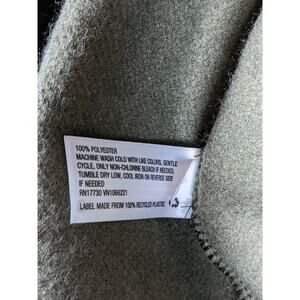 100% POLYESTER
MACHINE WASH COLD WITH LIKE COLORS, GENTLE
CYCLE, ONLY NON-CHLORINE BLEACH IF NEEDED,
TUMBLE DRY LOW, COOL IRON ON REVERSE SIDE
IF NEEDED
RN17730 VN1066221
LABEL MADE FROM 100% RECYCLED PLASTIC